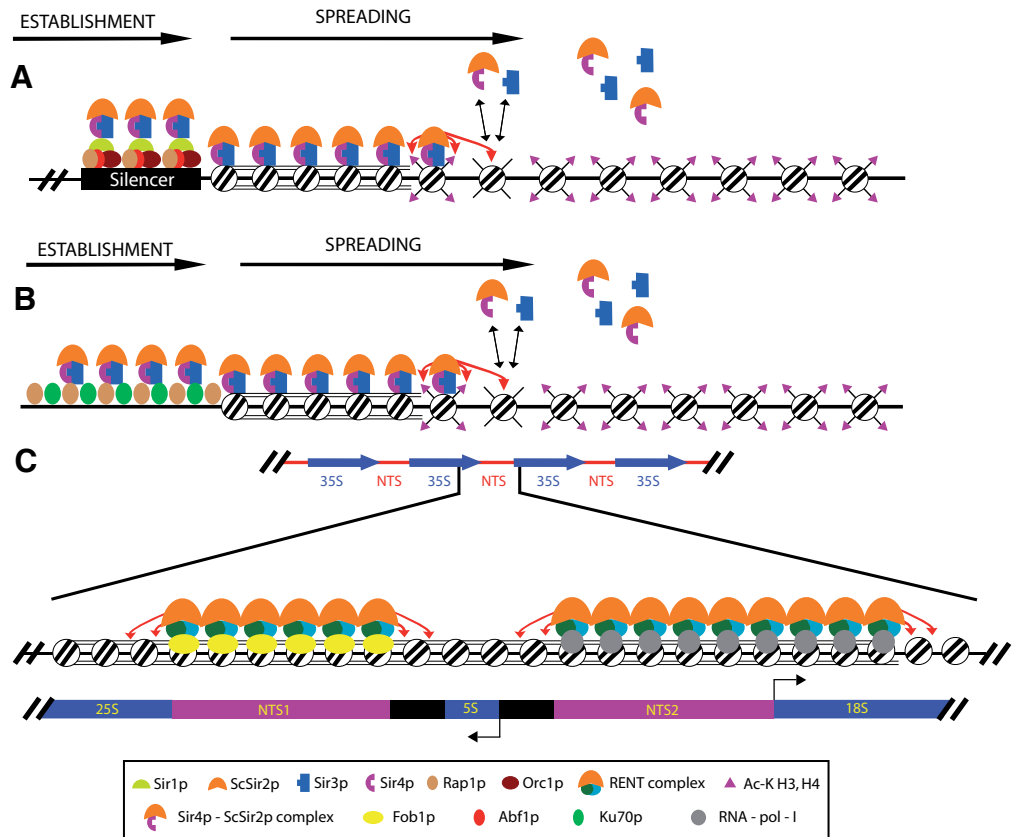 ESTABLISHMENT SPREADING
A
Silencer
ESTABLISHMENT SPREADING
B
C
35S NTS 35S NTS 35S NTS 35S
25S NTS1 5S NTS2 18S
Sir1p ScSir2p Sir3p Sir4p Rap1p Orc1p RENT complex Ac-K H3, H4
Sir4p - ScSir2p complex Fob1p Abf1p Ku70p RNA - pol - I